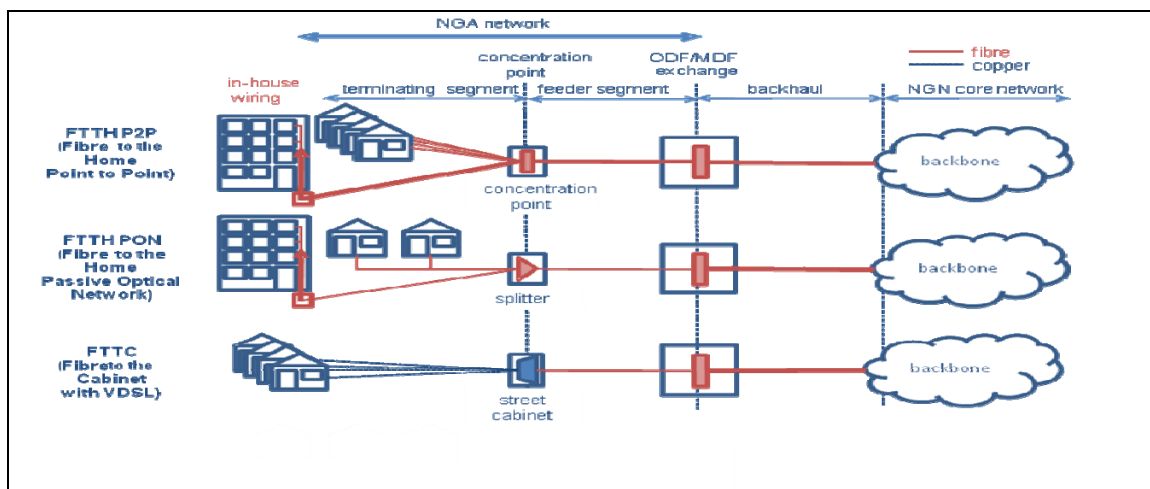 NGA network
concentration
point
ODF/MDF
exchange
fibre
copper
in-house
wiring
terminating segment
feeder segment
backhaul
NGN core network
FTTH P2P
(Fibre to the
Home
Point to Point)
concentration
point
backbone
FTTH PON
(Fibre to the
Home
Passive Optical
Network)
splitter
backbone
FTTC
(Fibreto the
Cabinet
with VDSL)
street
cabinet
backbone